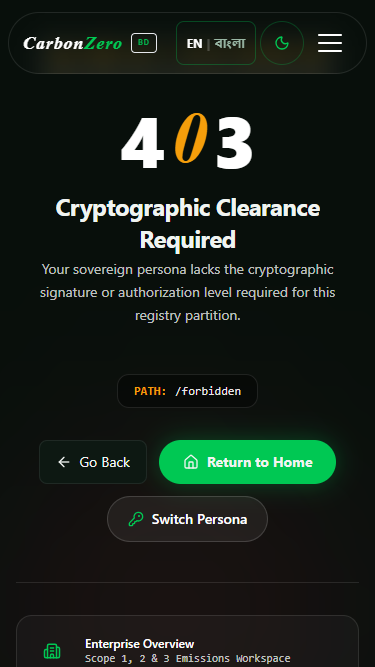 CarbonZero BD EN | বাংলা
403
Cryptographic Clearance
Required
Your sovereign persona lacks the cryptographic
signature or authorization level required for this
registry partition.
PATH: /forbidden
Go Back
Return to Home
Switch Persona
Enterprise Overview
Scope 1, 2 & 3 Emissions Workspace